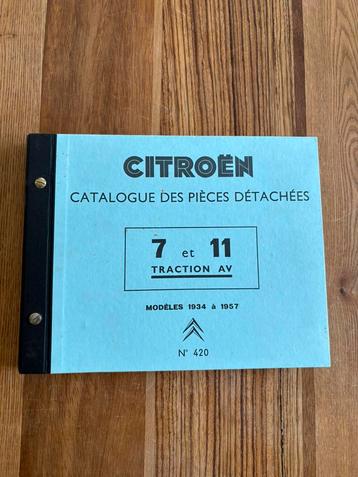 CITROËN
CATALOGUE DES PIÈCES DÉTACHÉES
7 et 11
TRACTION AV
MODÈLES 1934 à 1957
N° 420